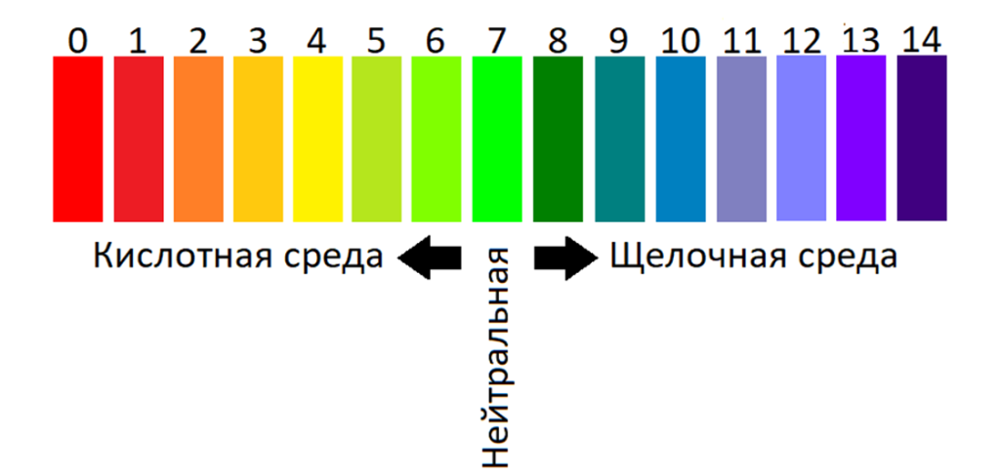 0 1 2 3 4 5 6 7 8 9 10 11 12 13 14
Кислотная среда
Нейтральная
Щелочная среда